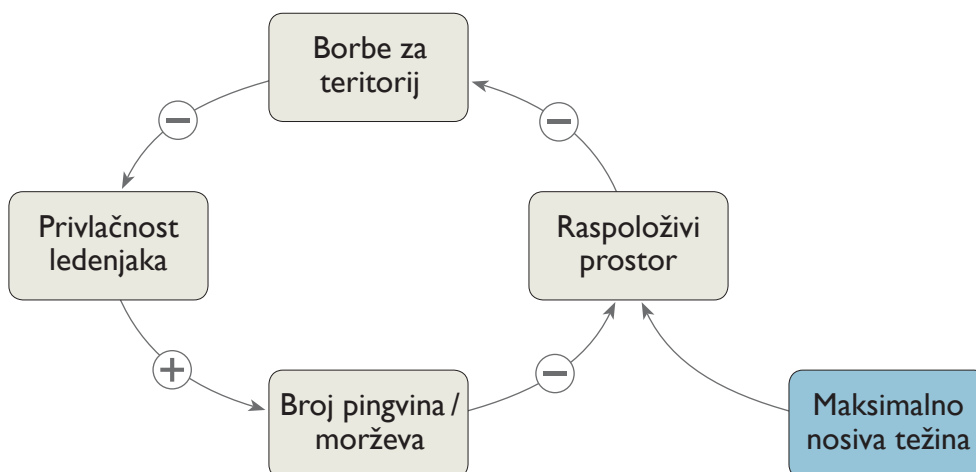 Borbe za
teritorij
Privlačnost
ledenjaka
Raspoloživi
prostor
Broj pingvina /
morževa
Maksimalno
nosiva težina